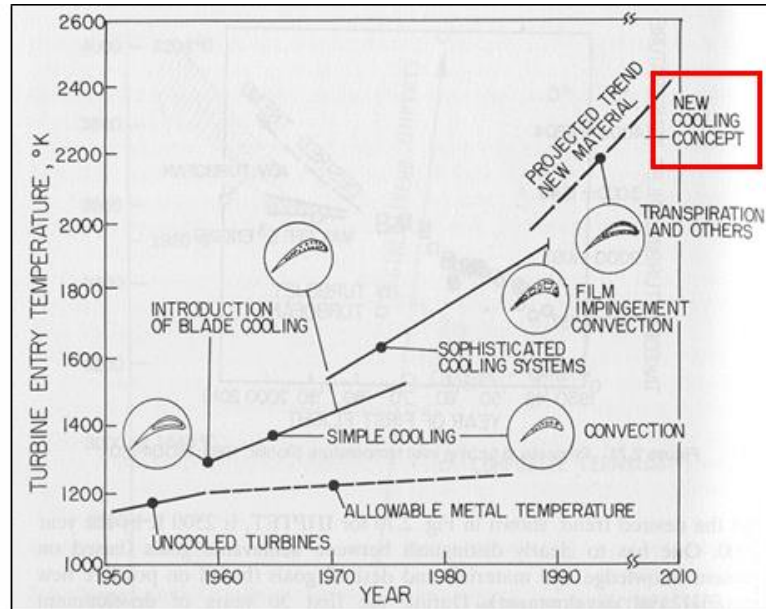 2600
2400
2200
2000
1800
1600
1400
1200
1000
TURBINE ENTRY TEMPERATURE, °K
PROJECTED TREND
NEW MATERIAL
NEW
COOLING
CONCEPT
TRANSPIRATION
AND OTHERS
FILM
IMPINGEMENT
CONVECTION
INTRODUCTION
OF BLADE COOLING
SOPHISTICATED
COOLING SYSTEMS
SIMPLE COOLING
CONVECTION
ALLOWABLE METAL TEMPERATURE
UNCOOLED TURBINES
1950 1960 1970 1980 1990 2010
YEAR